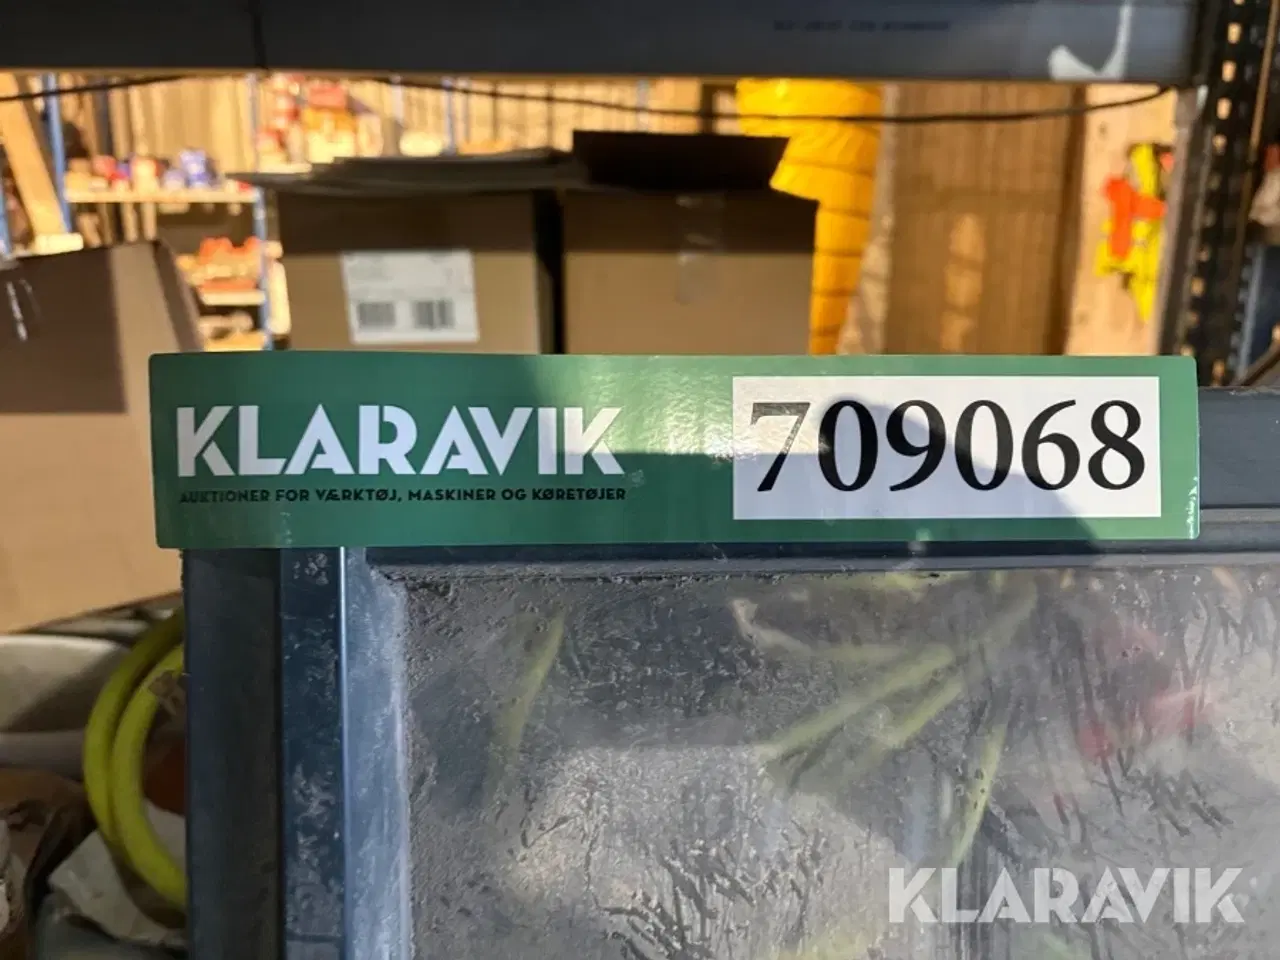 KLARAVIK
AUKTIONER FOR VÆRKTØJ, MASKINER OG KØRETØJER
709068
KLARAVIK